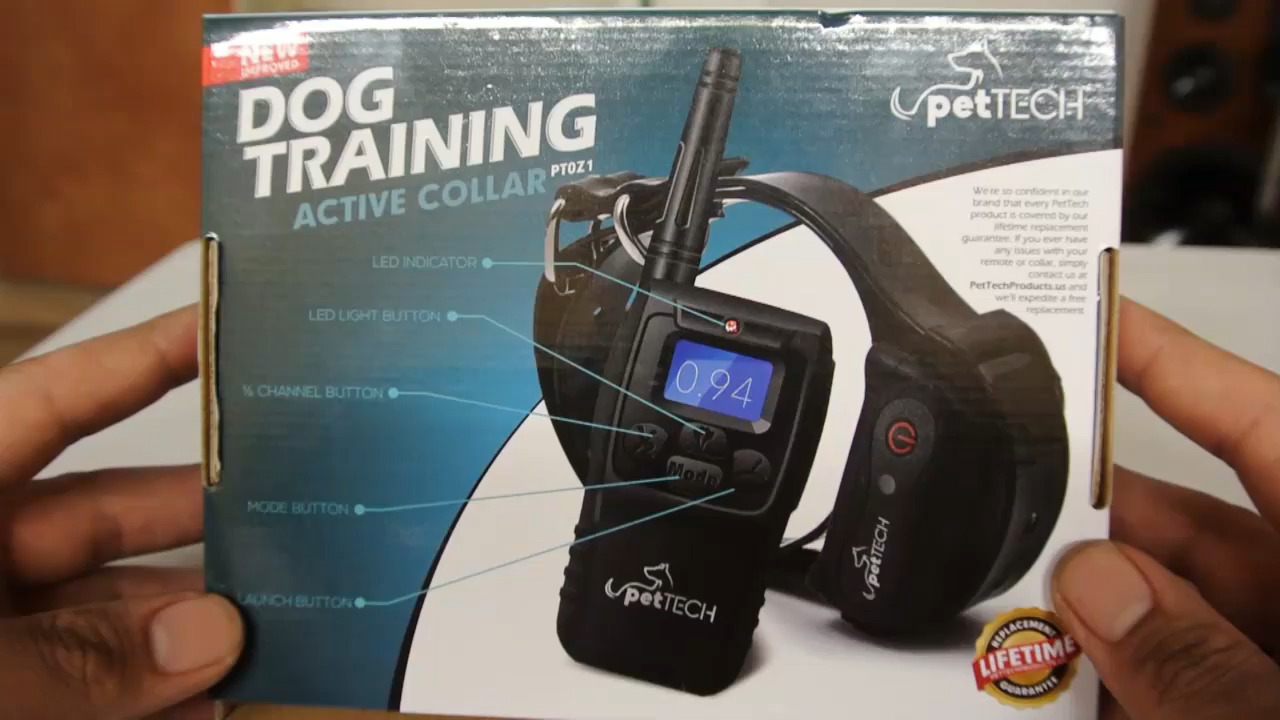 NEW
IMPROVED
DOG
TRAINING
PT0Z1
ACTIVE COLLAR
petTECH
We're so confident in our
brand that every PetTech
product is covered by our
lifetime replacement
guarantee. If you ever have
any issues with your
remote or collar, simply
contact us at
PetTechProducts.us and
we'll expedite a free
replacement.
LED INDICATOR
LED LIGHT BUTTON
½ CHANNEL BUTTON
MODE BUTTON
LAUNCH BUTTON
0.94
Mode
petTECH
petTECH
REPLACEMENT
LIFETIME
GUARANTEE